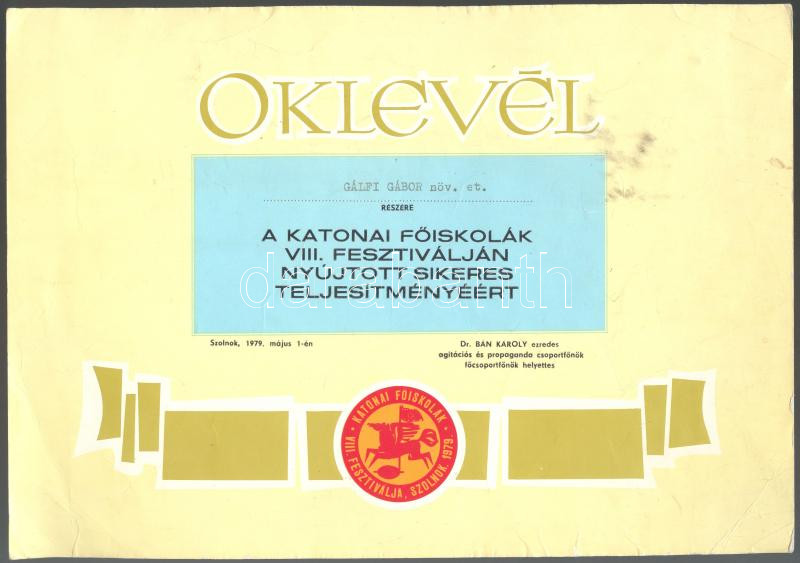 OKLEVÉL
GÁLFI GÁBOR növ. et.
RÉSZÉRE
A KATONAI FŐISKOLÁK
VIII. FESZTIVÁLJÁN
NYÚJTOTT SIKERES
TELJESÍTMÉNYÉÉRT
darabanth
Szolnok, 1979. május 1-én
Dr. BÁN KÁROLY ezredes
agitációs és propaganda csoportfőnök
főcsoportfőnök helyettes
KATONAI FŐISKOLÁK
VIII. FESZTIVÁLJA, SZOLNOK, 1979